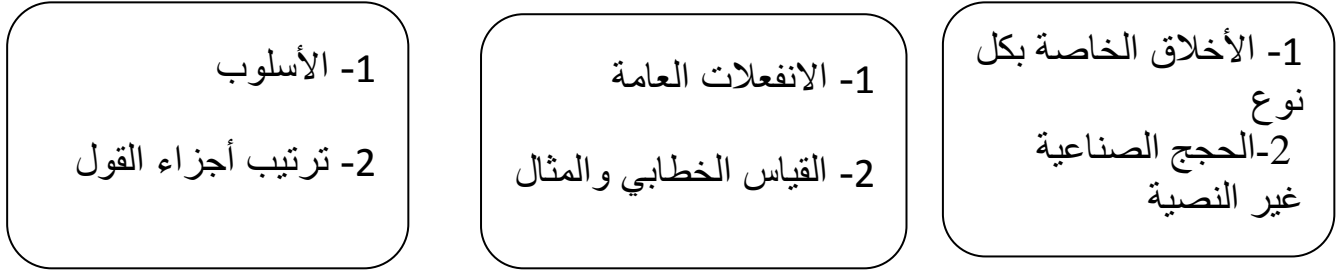 1- الأخلاق الخاصة بكل
نوع
2-الحجج الصناعية
غير النصية
1- الانفعلات العامة
2- القياس الخطابي والمثال
1- الأسلوب
2- ترتيب أجزاء القول